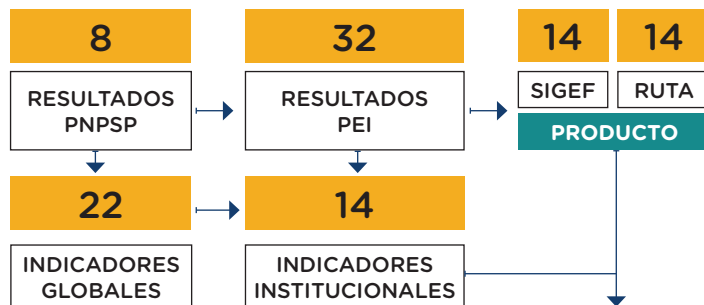 8
RESULTADOS
PNPSP
32
RESULTADOS
PEI
14
14
SIGEF
RUTA
PRODUCTO
22
INDICADORES
GLOBALES
14
INDICADORES
INSTITUCIONALES